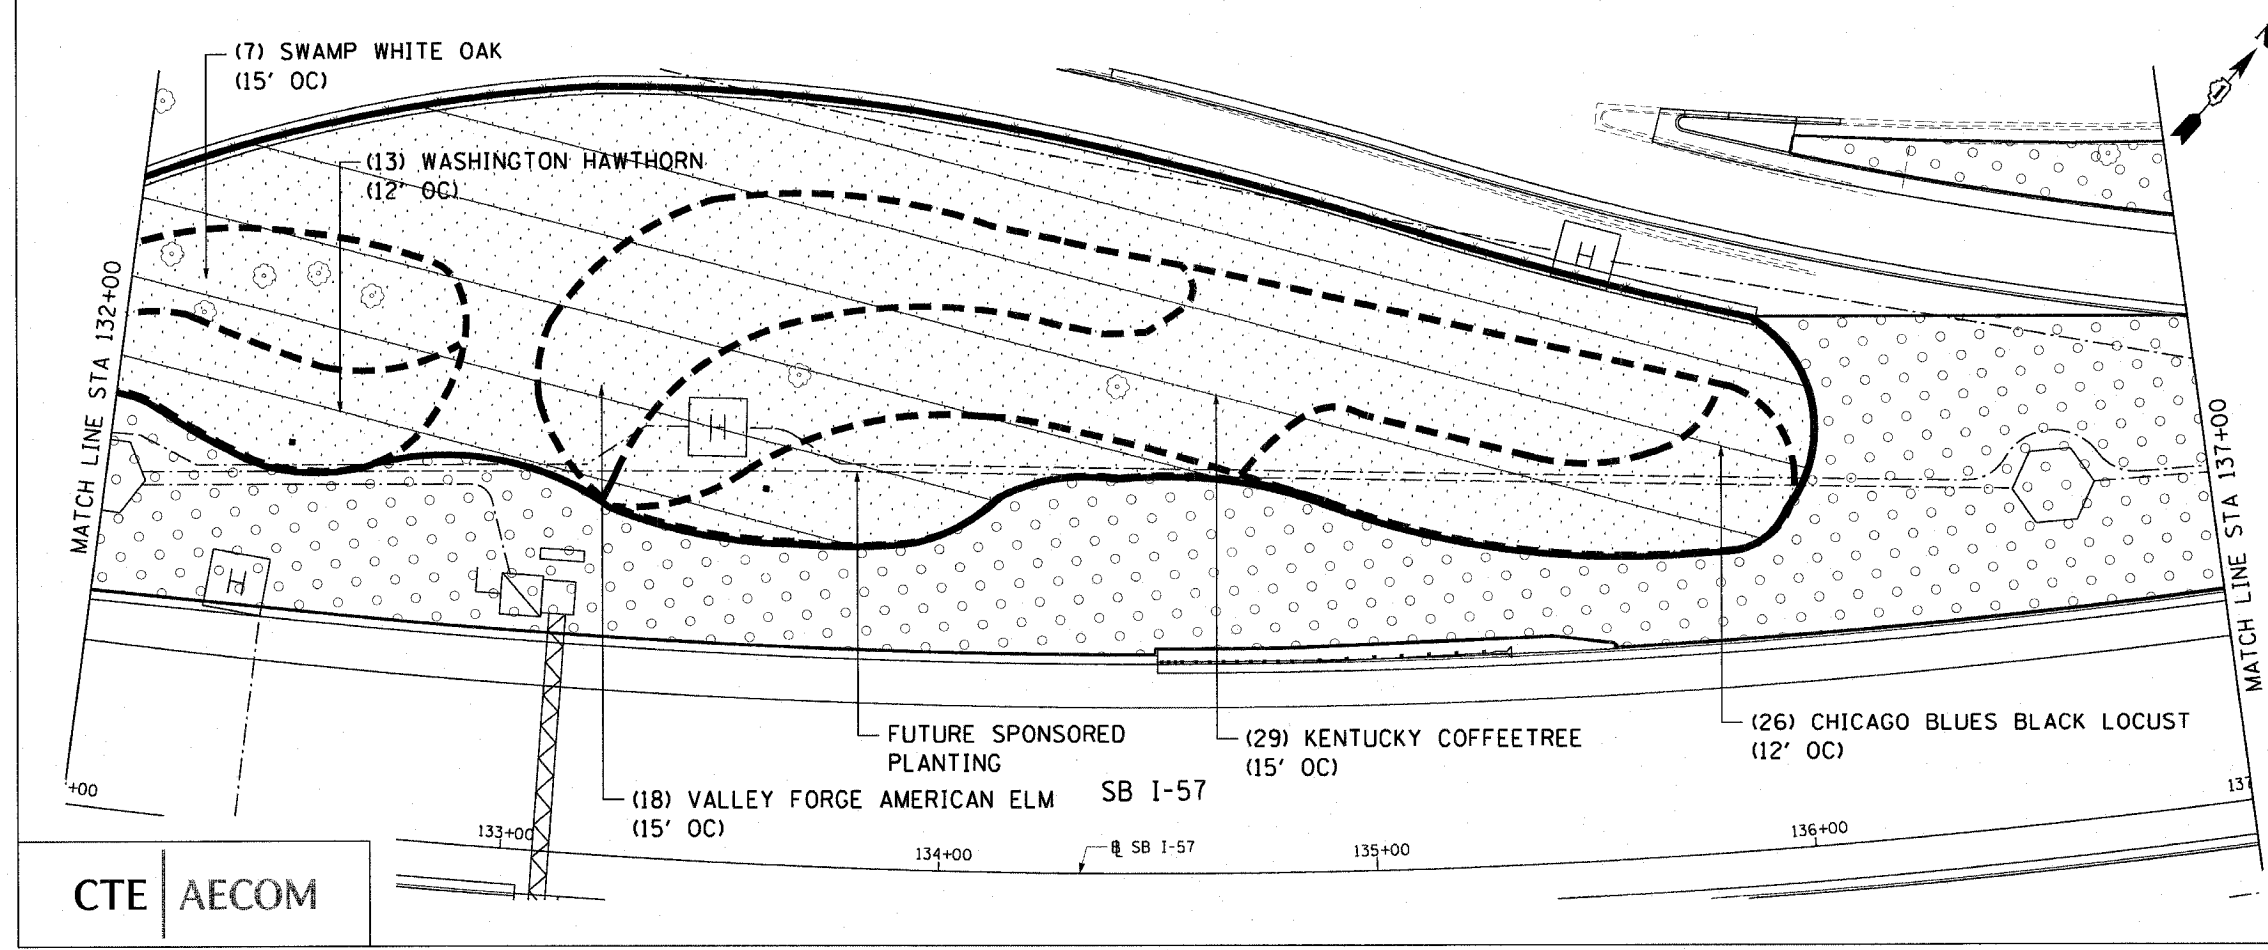 (7) SWAMP WHITE OAK
(15' OC)
(13) WASHINGTON HAWTHORN
(12' OC)
MATCH LINE STA 132+00
H
H
H
MATCH LINE STA 137+00
FUTURE SPONSORED
PLANTING
(29) KENTUCKY COFFEETREE
(15' OC)
(26) CHICAGO BLUES BLACK LOCUST
(12' OC)
(18) VALLEY FORGE AMERICAN ELM
(15' OC)
SB I-57
+00
133+00
134+00
℄ SB I-57
135+00
136+00
137
CTE | AECOM